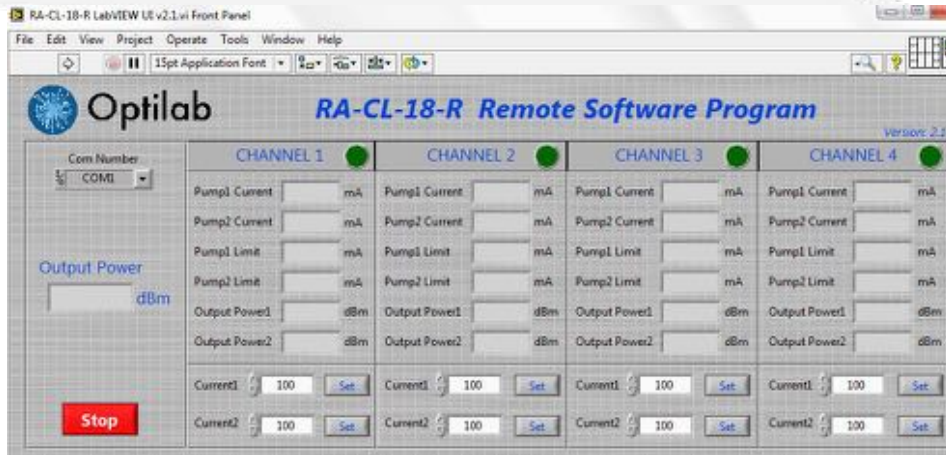 RA-CL-18-R LabVIEW UI v2.1.vi Front Panel
File Edit View Project Operate Tools Window Help
15pt Application Font
Optilab RA-CL-18-R Remote Software Program
Version: 2.1
Com Number CHANNEL 1 CHANNEL 2 CHANNEL 3 CHANNEL 4
COM1
Pump1 Current mA Pump1 Current mA Pump1 Current mA Pump1 Current mA
Pump2 Current mA Pump2 Current mA Pump2 Current mA Pump2 Current mA
Pump1 Limit mA Pump1 Limit mA Pump1 Limit mA Pump1 Limit mA
Output Power
Pump2 Limit mA Pump2 Limit mA Pump2 Limit mA Pump2 Limit mA
dBm
Output Power1 dBm Output Power1 dBm Output Power1 dBm Output Power1 dBm
Output Power2 dBm Output Power2 dBm Output Power2 dBm Output Power2 dBm
Current1 100 Set Current1 100 Set Current1 100 Set Current1 100 Set
Stop
Current2 100 Set Current2 100 Set Current2 100 Set Current2 100 Set